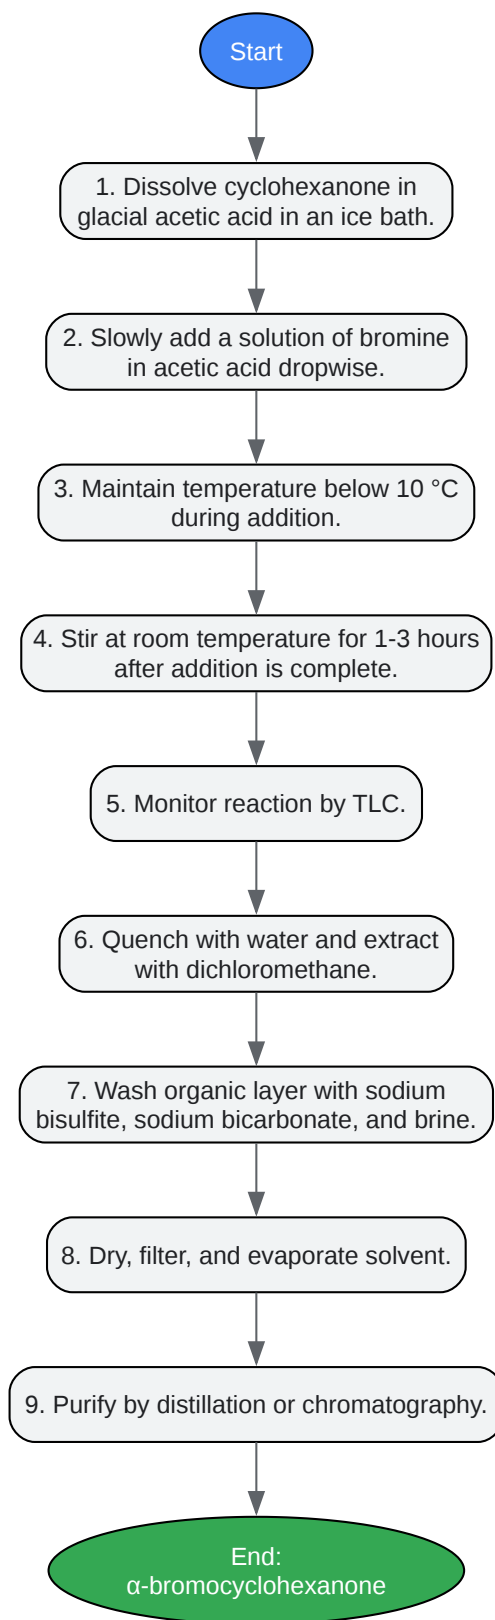 Start
1. Dissolve cyclohexanone in
glacial acetic acid in an ice bath.
2. Slowly add a solution of bromine
in acetic acid dropwise.
3. Maintain temperature below 10 °C
during addition.
4. Stir at room temperature for 1-3 hours
after addition is complete.
5. Monitor reaction by TLC.
6. Quench with water and extract
with dichloromethane.
7. Wash organic layer with sodium
bisulfite, sodium bicarbonate, and brine.
8. Dry, filter, and evaporate solvent.
9. Purify by distillation or chromatography.
End:
α-bromocyclohexanone